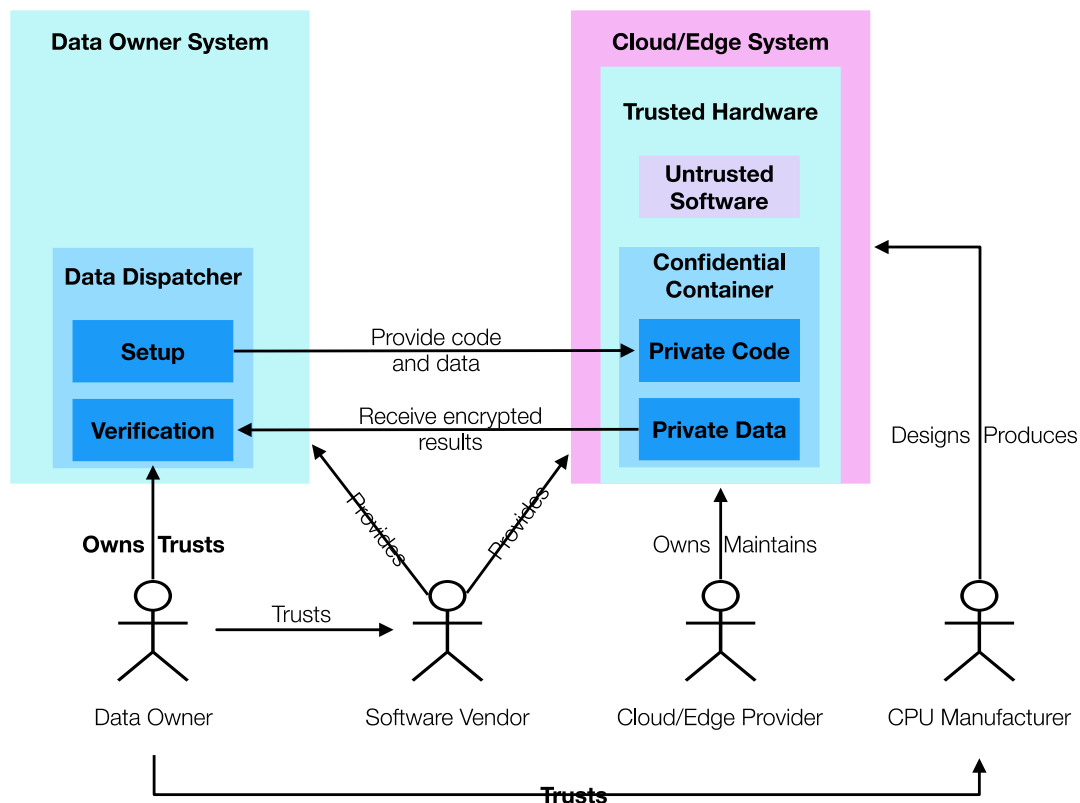 Data Owner System
Cloud/Edge System
Trusted Hardware
Untrusted
Software
Data Dispatcher
Confidential
Container
Setup
Provide code
and data
Private Code
Verification
Receive encrypted
results
Private Data
Designs Produces
Provides
Provides
Owns Trusts
Owns Maintains
Trusts
Data Owner
Software Vendor
Cloud/Edge Provider
CPU Manufacturer
Trusts